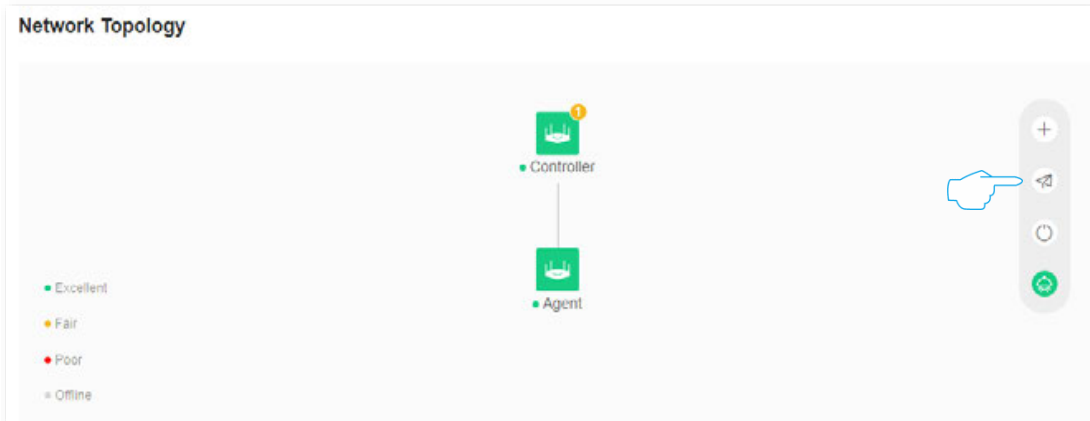 Network Topology
1
Controller
Agent
Excellent
Fair
Poor
Offline